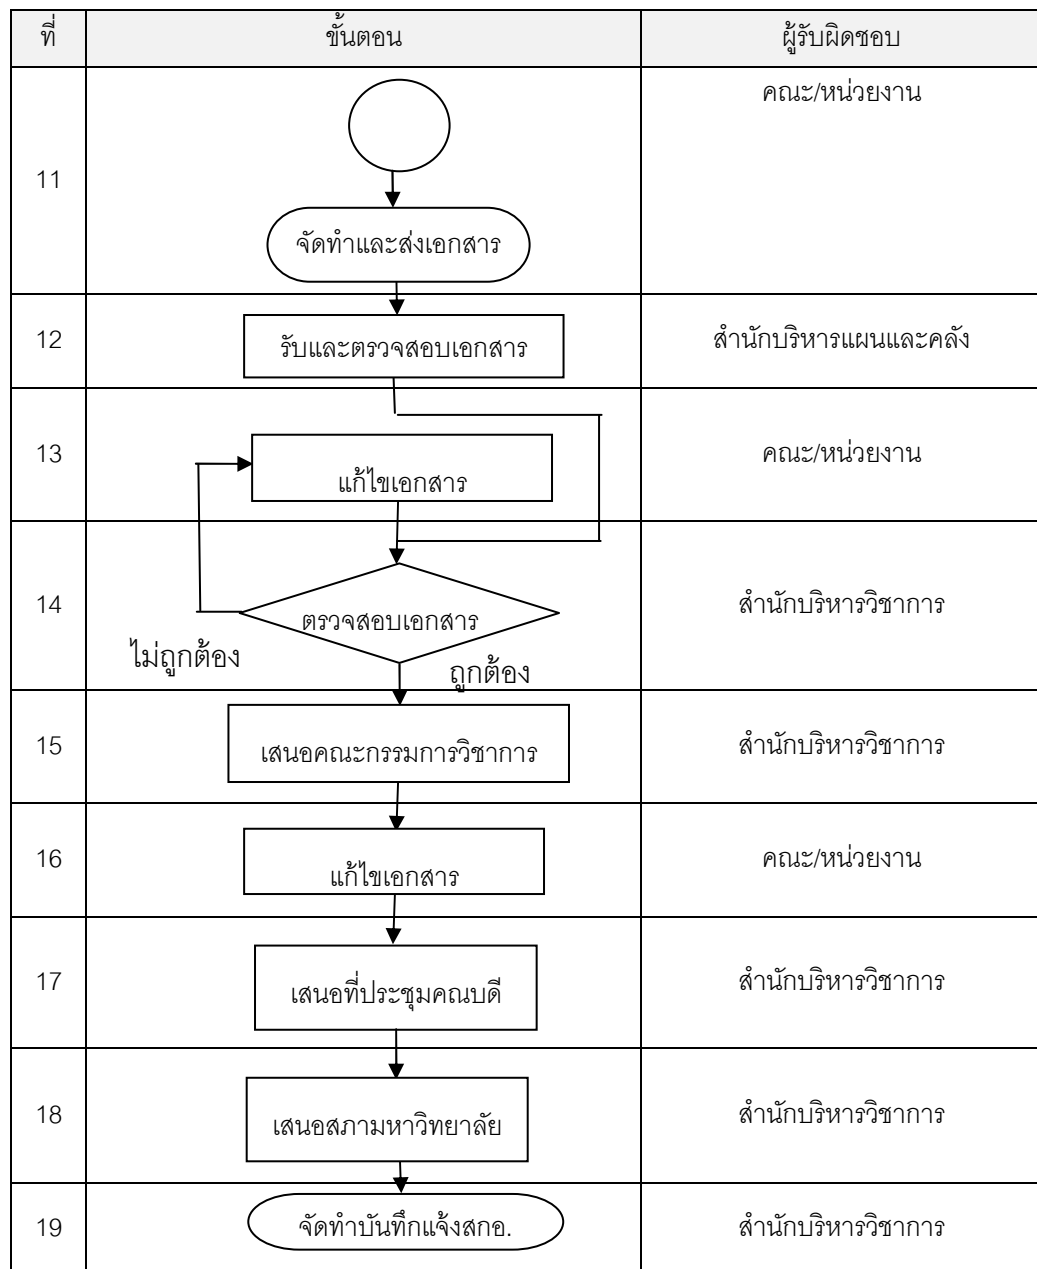 ที่ ขั้นตอน ผู้รับผิดชอบ
11 จัดทำและส่งเอกสาร คณะ/หน่วยงาน
12 รับและตรวจสอบเอกสาร สำนักบริหารแผนและคลัง
13 แก้ไขเอกสาร คณะ/หน่วยงาน
14 ตรวจสอบเอกสาร สำนักบริหารวิชาการ
ไม่ถูกต้อง ถูกต้อง
15 เสนอคณะกรรมการวิชาการ สำนักบริหารวิชาการ
16 แก้ไขเอกสาร คณะ/หน่วยงาน
17 เสนอที่ประชุมคณบดี สำนักบริหารวิชาการ
18 เสนอสภามหาวิทยาลัย สำนักบริหารวิชาการ
19 จัดทำบันทึกแจ้งสกอ. สำนักบริหารวิชาการ